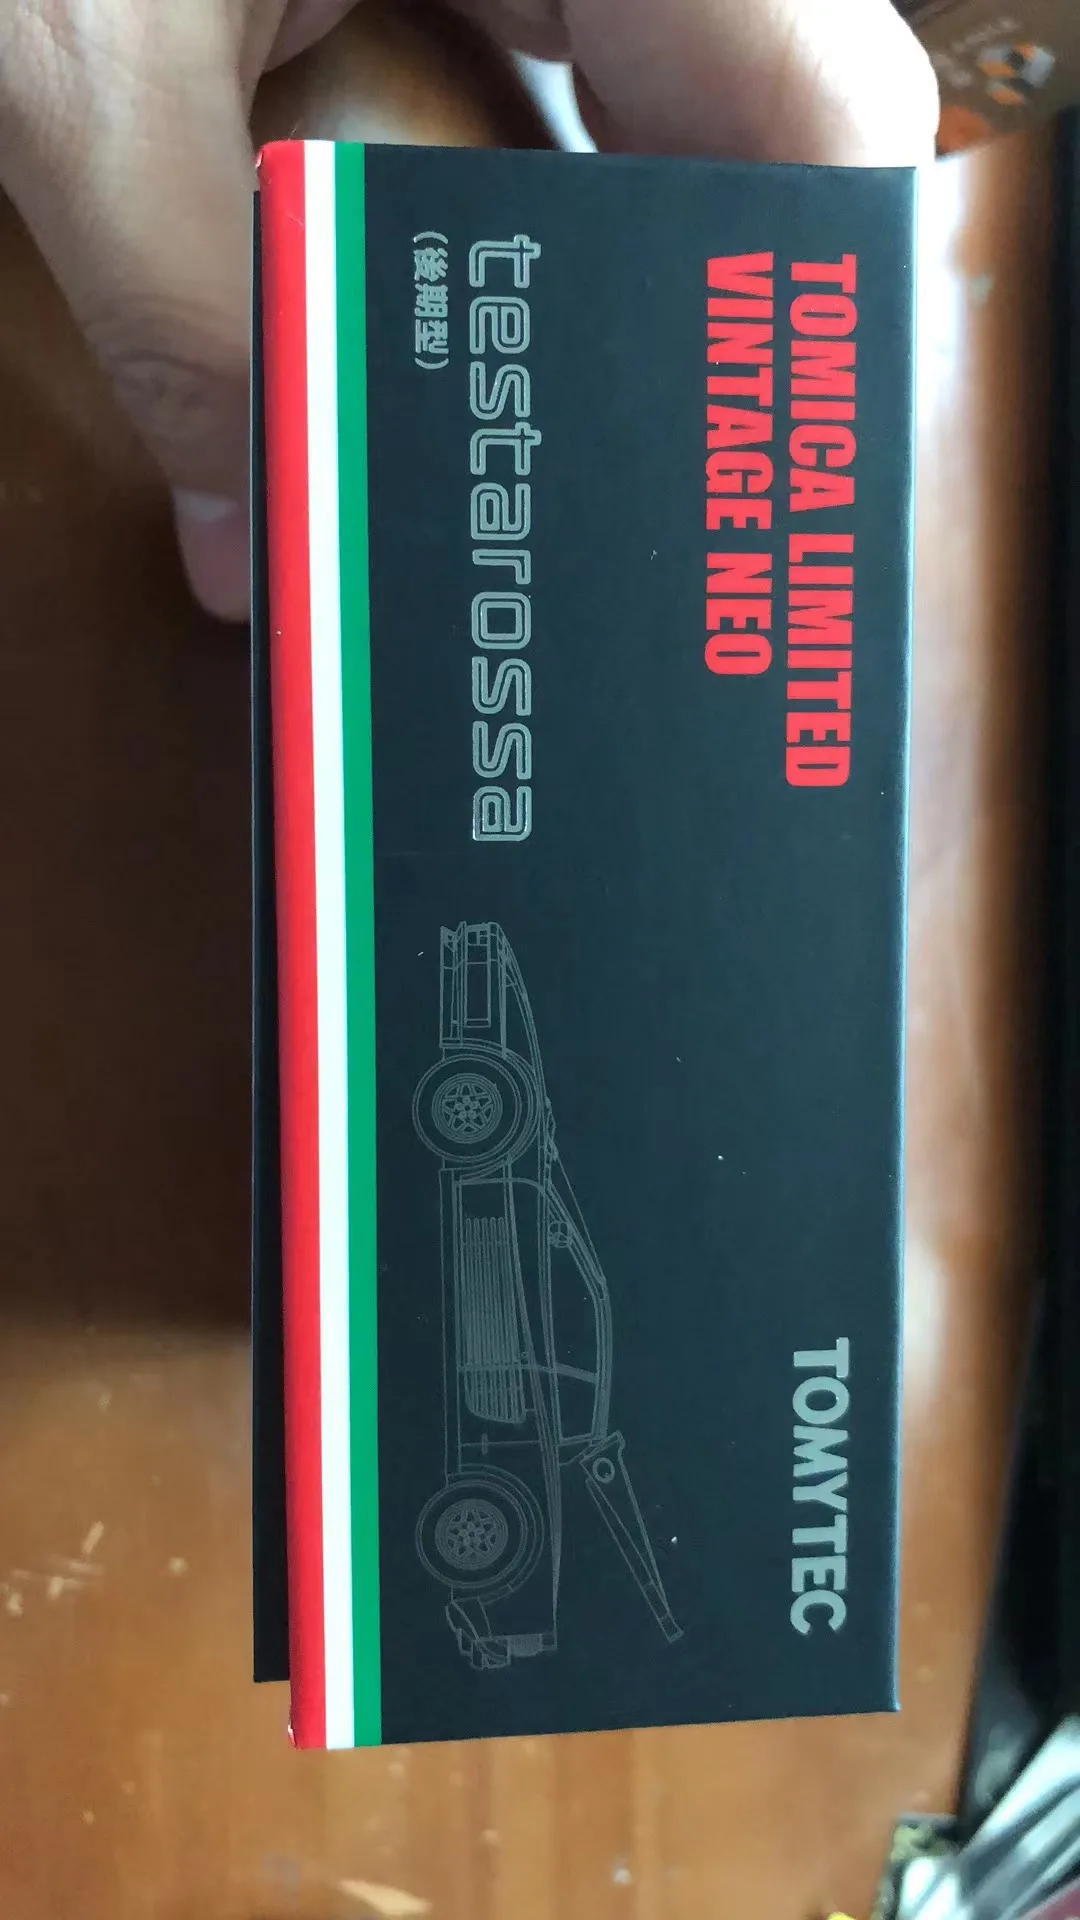 TOMICA LIMITED
VINTAGE NEO
TOMYTEC
testarossa
(後期型)